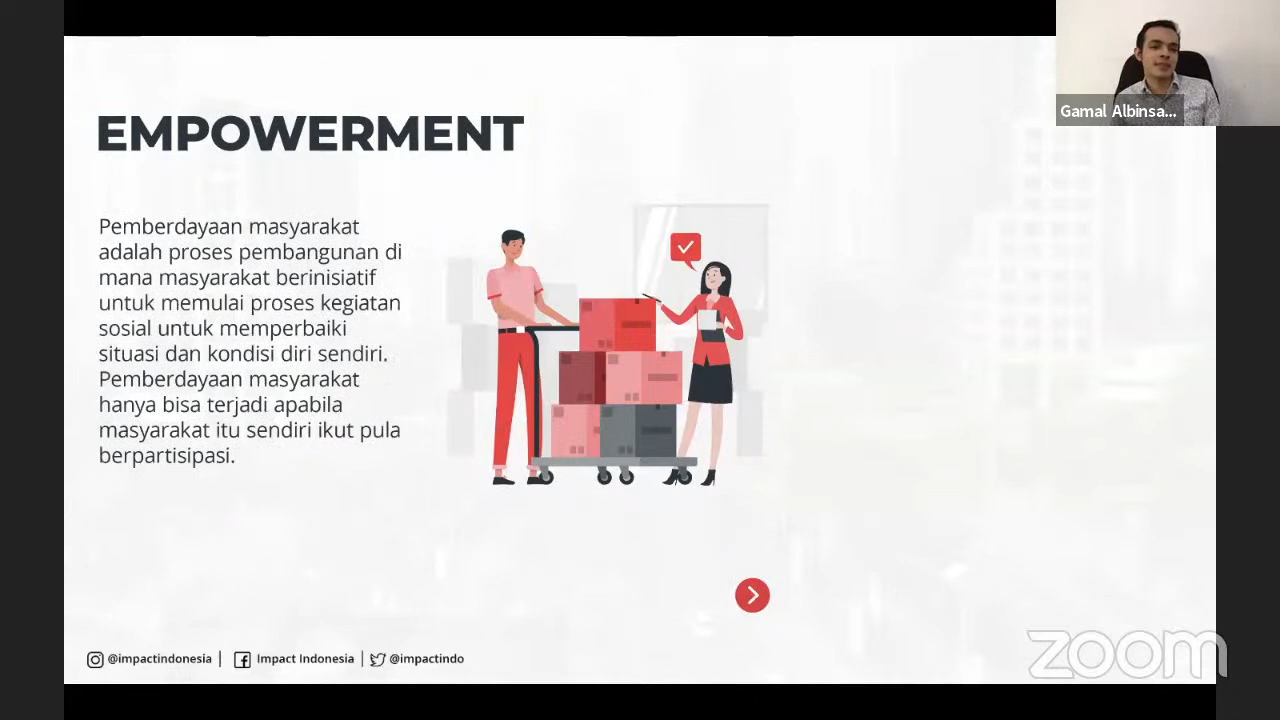 EMPOWERMENT
Pemberdayaan masyarakat
adalah proses pembangunan di
mana masyarakat berinisiatif
untuk memulai proses kegiatan
sosial untuk memperbaiki
situasi dan kondisi diri sendiri.
Pemberdayaan masyarakat
hanya bisa terjadi apabila
masyarakat itu sendiri ikut pula
berpartisipasi.
@impactindonesia | Impact Indonesia | @impactindo
Gamal Albinsa...
zoom